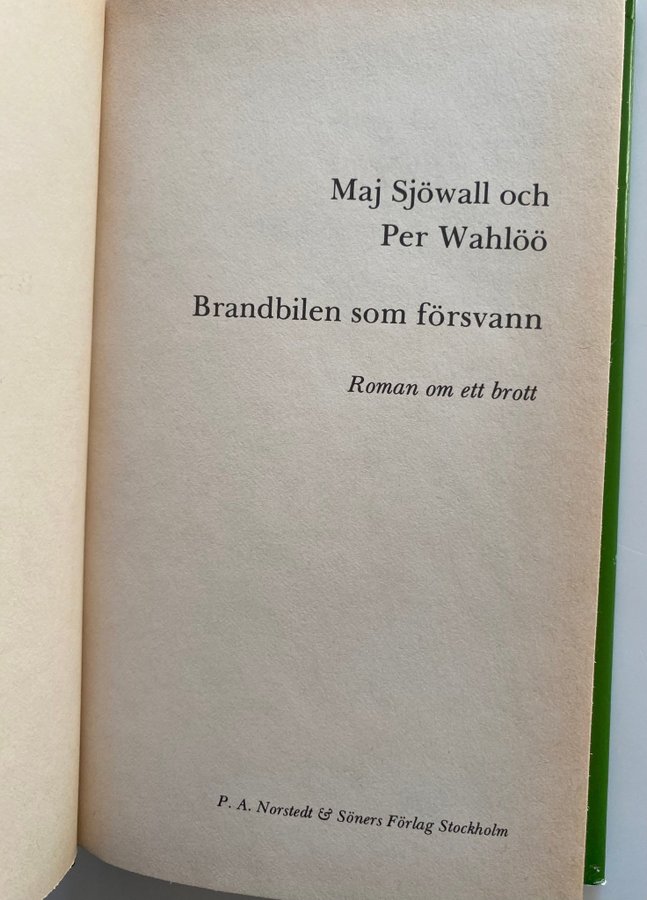 Maj Sjöwall och
Per Wahlöö
Brandbilen som försvann
Roman om ett brott
P. A. Norstedt & Söners Förlag Stockholm